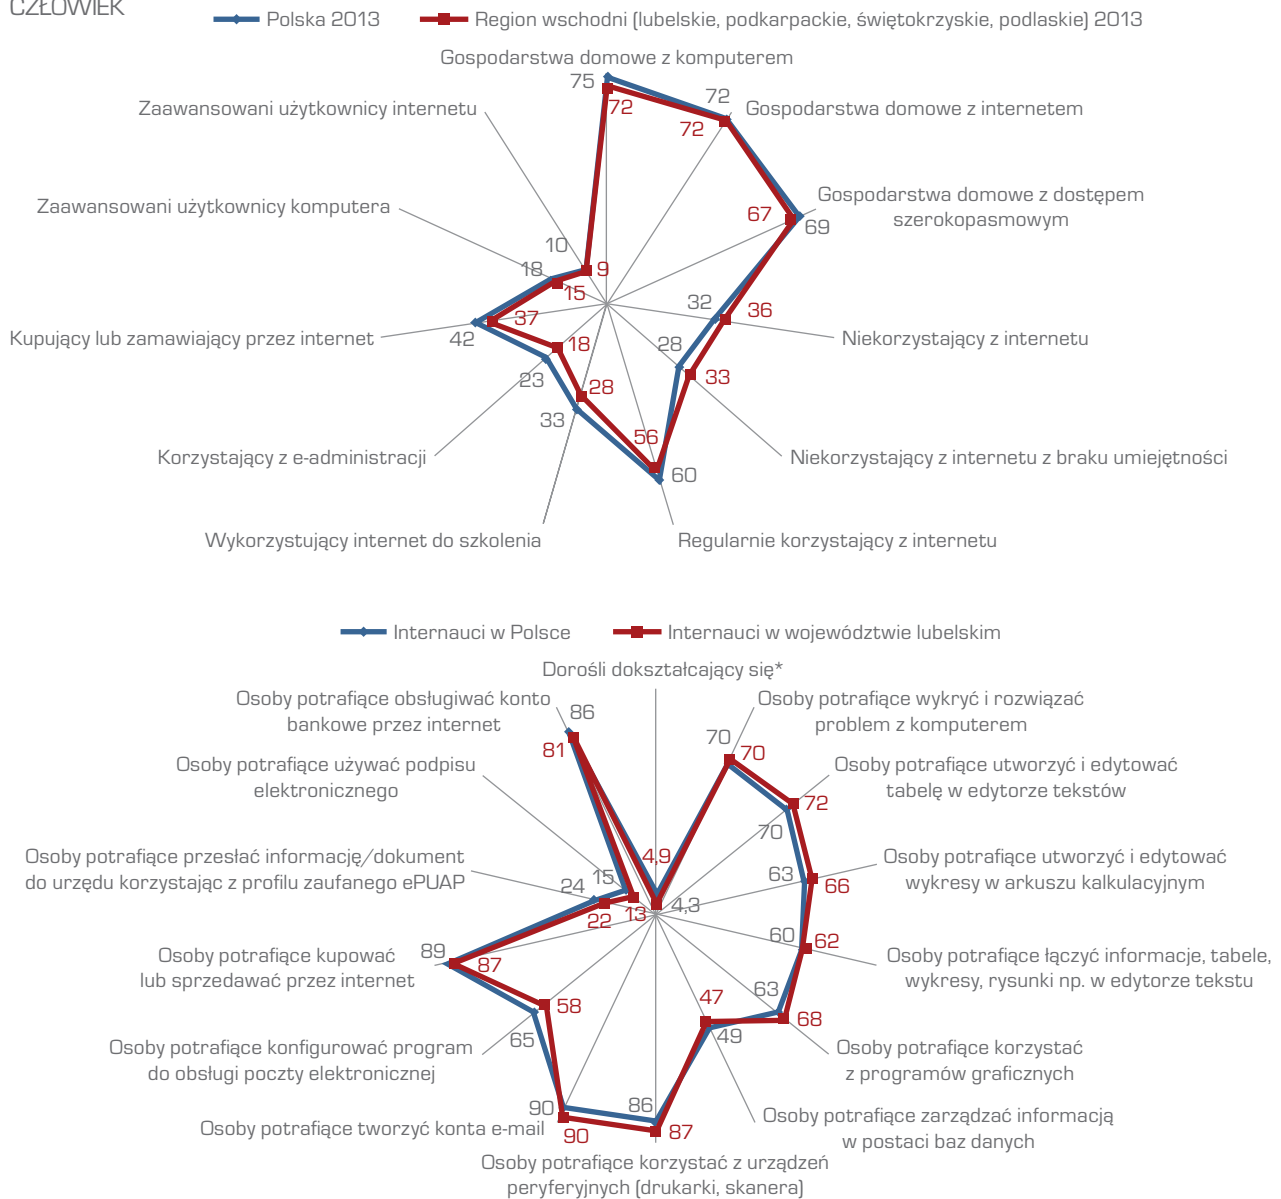 CZŁOWIEK
Polska 2013
Region wschodni (lubelskie, podkarpackie, świętokrzyskie, podlaskie) 2013
Gospodarstwa domowe z komputerem
75
72
Zaawansowani użytkownicy internetu
72
72
Gospodarstwa domowe z internetem
Zaawansowani użytkownicy komputera
Gospodarstwa domowe z dostępem
szerokopasmowym
67
69
10
9
18
15
32
36
Kupujący lub zamawiający przez internet
37
42
Niekorzystający z internetu
18
23
28
33
28
33
56
60
Korzystający z e-administracji
Niekorzystający z internetu z braku umiejętności
Wykorzystujący internet do szkolenia
Regularnie korzystający z internetu
Internauci w Polsce
Internauci w województwie lubelskim
Dorośli dokształcający się*
Osoby potrafiące obsługiwać konto
bankowe przez internet
86
81
Osoby potrafiące wykryć i rozwiązać
problem z komputerem
70
70
Osoby potrafiące używać podpisu
elektronicznego
Osoby potrafiące utworzyć i edytować
tabelę w edytorze tekstów
72
70
Osoby potrafiące przesłać informację/dokument
do urzędu korzystając z profilu zaufanego ePUAP
4,9
4,3
Osoby potrafiące utworzyć i edytować
wykresy w arkuszu kalkulacyjnym
63
66
15
13
24
22
60
62
Osoby potrafiące kupować
lub sprzedawać przez internet
89
87
Osoby potrafiące łączyć informacje, tabele,
wykresy, rysunki np. w edytorze tekstu
58
65
47
49
63
68
Osoby potrafiące konfigurować program
do obsługi poczty elektronicznej
Osoby potrafiące korzystać
z programów graficznych
90
90
86
87
Osoby potrafiące tworzyć konta e-mail
Osoby potrafiące zarządzać informacją
w postaci baz danych
Osoby potrafiące korzystać z urządzeń
peryferyjnych (drukarki, skanera)